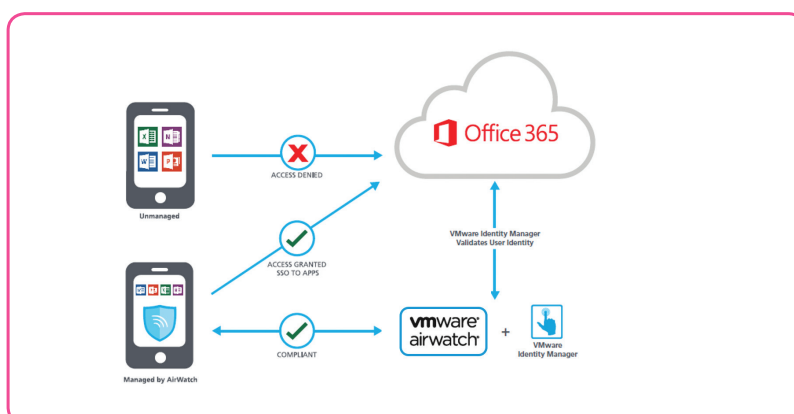 Office 365
X
N
W
P
ACCESS DENIED
Unmanaged
VMware Identity Manager
Validates User Identity
ACCESS GRANTED
SSO TO APPS
vmware
airwatch
+
COMPLIANT
VMware
Identity Manager
Managed by AirWatch